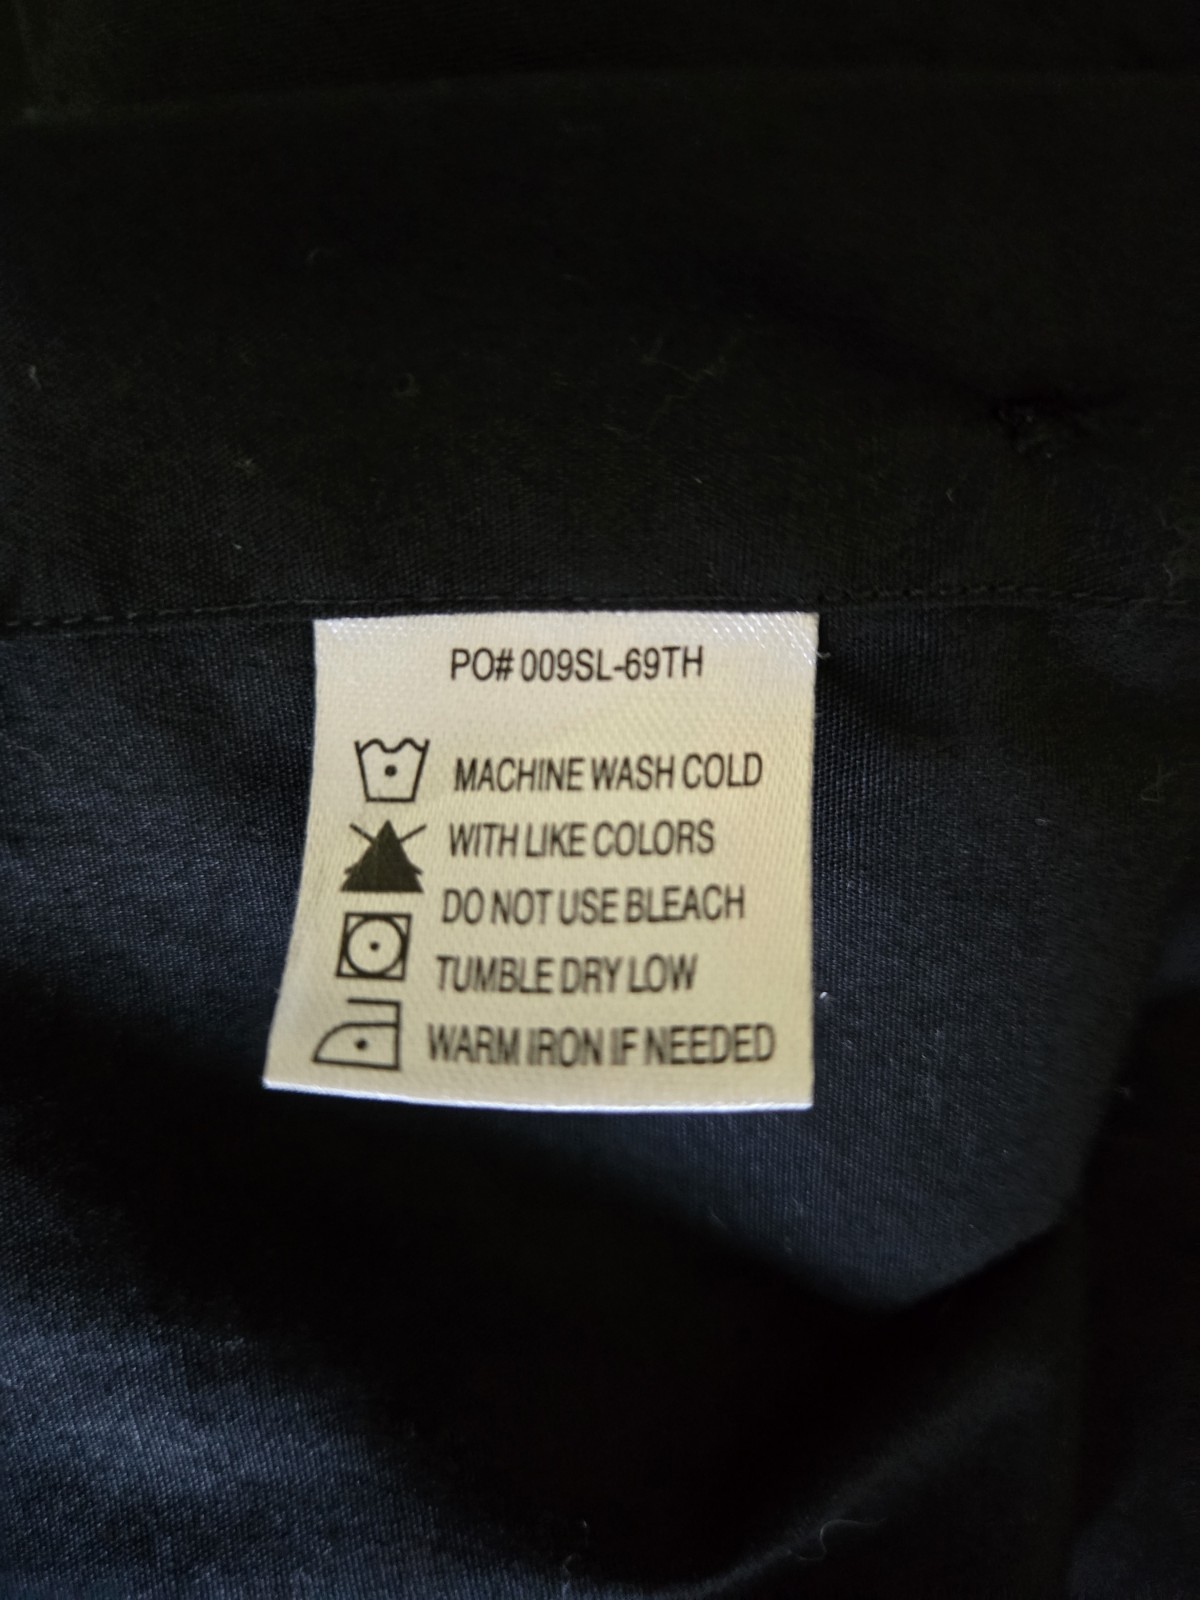 PO# 009SL-69TH
MACHINE WASH COLD
WITH LIKE COLORS
DO NOT USE BLEACH
TUMBLE DRY LOW
WARM IRON IF NEEDED